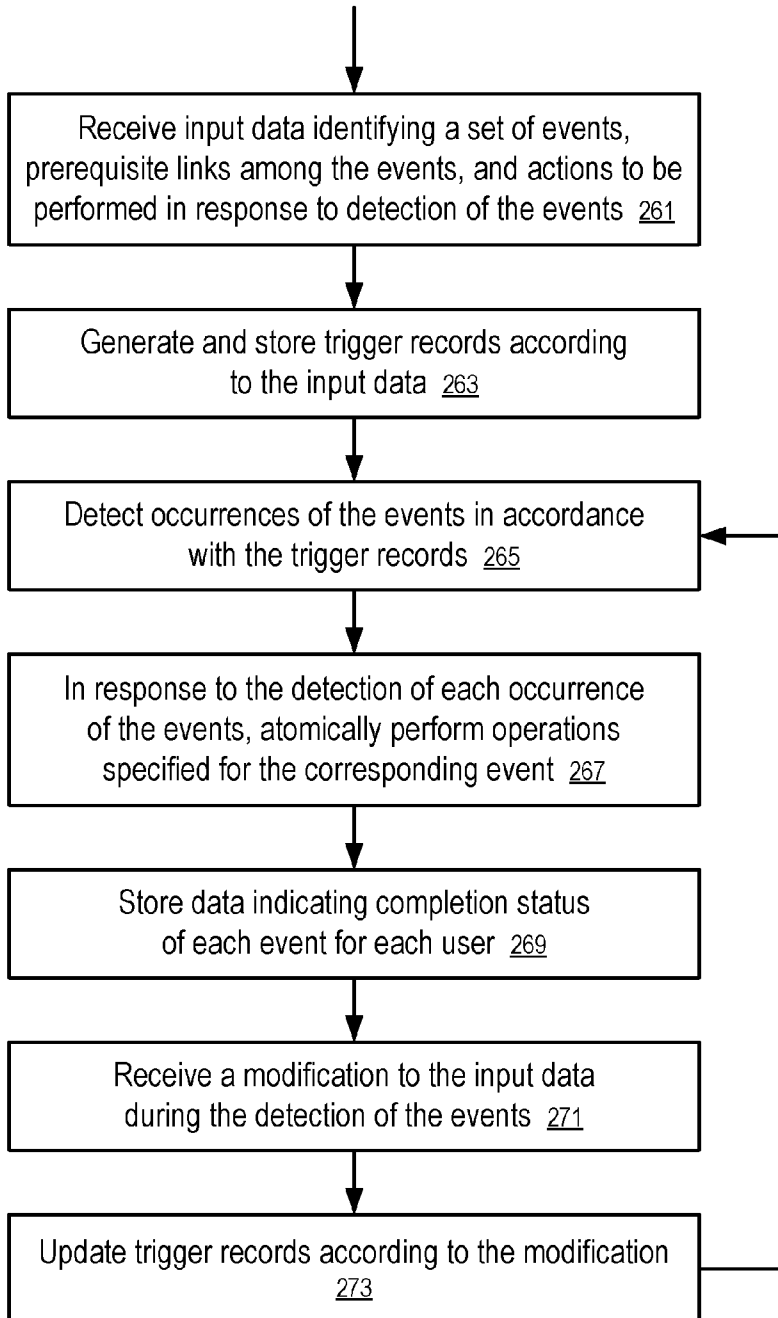 Receive input data identifying a set of events,
prerequisite links among the events, and actions to be
performed in response to detection of the events 261
Generate and store trigger records according
to the input data 263
Detect occurrences of the events in accordance
with the trigger records 265
In response to the detection of each occurrence
of the events, atomically perform operations
specified for the corresponding event 267
Store data indicating completion status
of each event for each user 269
Receive a modification to the input data
during the detection of the events 271
Update trigger records according to the modification
273